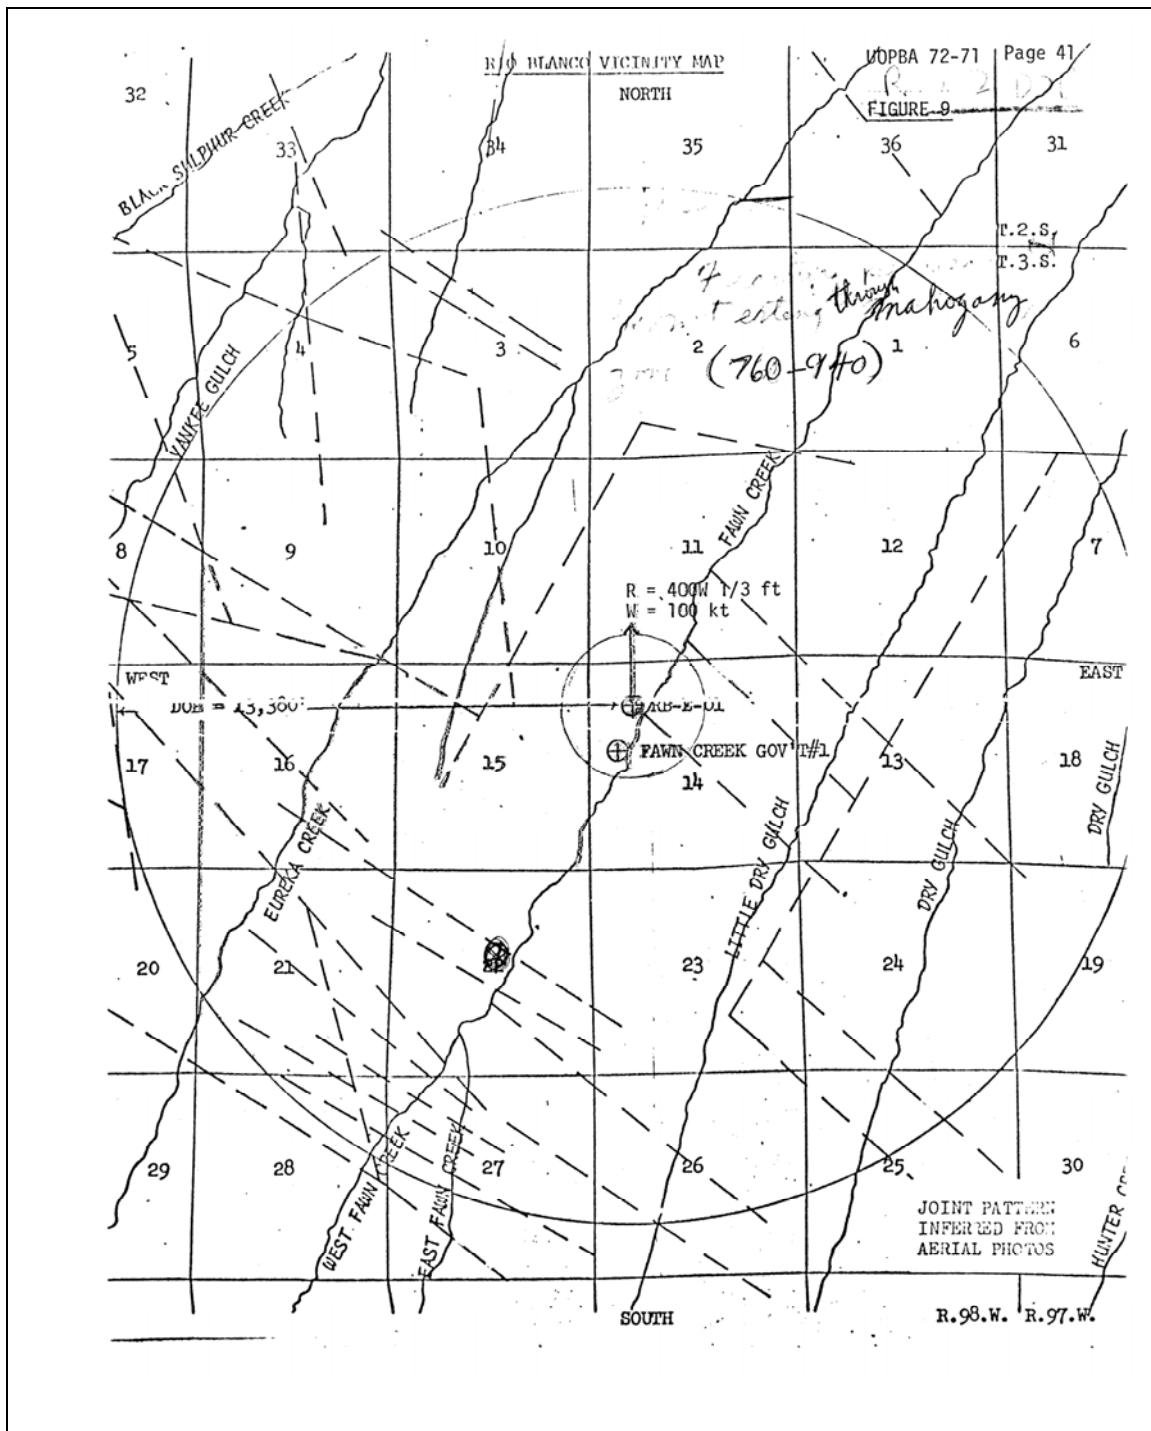 RIO BLANCO VICINITY MAP
UOPBA 72-71 Page 41
NORTH
FIGURE 9
32
33
34
35
36
31
BLACK SULPHUR CREEK
T.2.S.
T.3.S.
through
mahogany
(760-940)
5
4
3
2
1
6
YANKEE GULCH
FAWN CREEK
8
9
10
11
12
7
R = 400W 1/3 ft
W = 100 kt
WEST
EAST
RB-E-01
FAWN CREEK GOV'T#1
17
16
15
14
13
18
DRY GULCH
EUREKA CREEK
LITTLE DRY GULCH
DRY GULCH
20
21
22
23
24
19
29
28
27
26
25
30
WEST FAWN CREEK
EAST FAWN CREEK
JOINT PATTERN
INFERRED FROM
AERIAL PHOTOS
HUNTER
SOUTH
R.98.W. R.97.W.